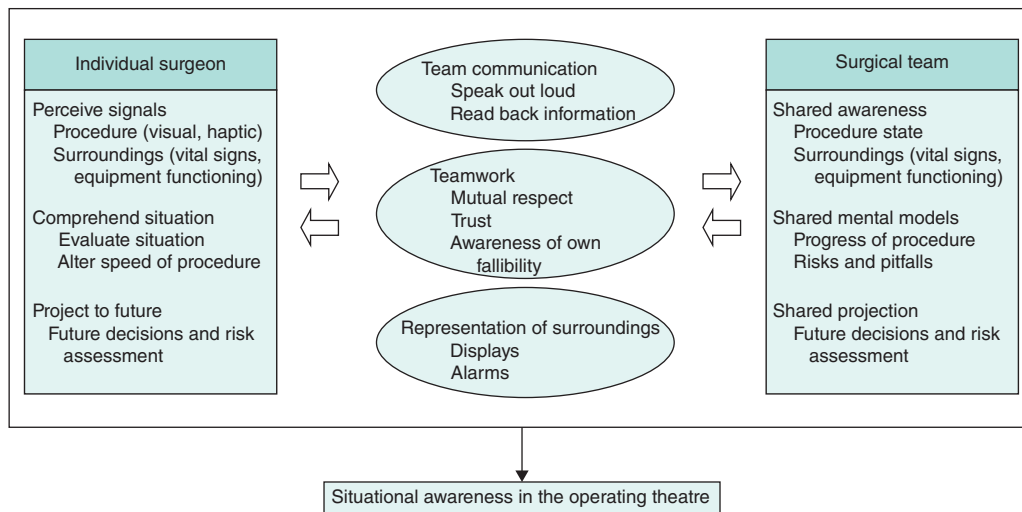 Individual surgeon
Perceive signals
Procedure (visual, haptic)
Surroundings (vital signs,
equipment functioning)
Comprehend situation
Evaluate situation
Alter speed of procedure
Project to future
Future decisions and risk
assessment
Team communication
Speak out loud
Read back information
Teamwork
Mutual respect
Trust
Awareness of own
fallibility
Representation of surroundings
Displays
Alarms
Surgical team
Shared awareness
Procedure state
Surroundings (vital signs,
equipment functioning)
Shared mental models
Progress of procedure
Risks and pitfalls
Shared projection
Future decisions and risk
assessment
Situational awareness in the operating theatre